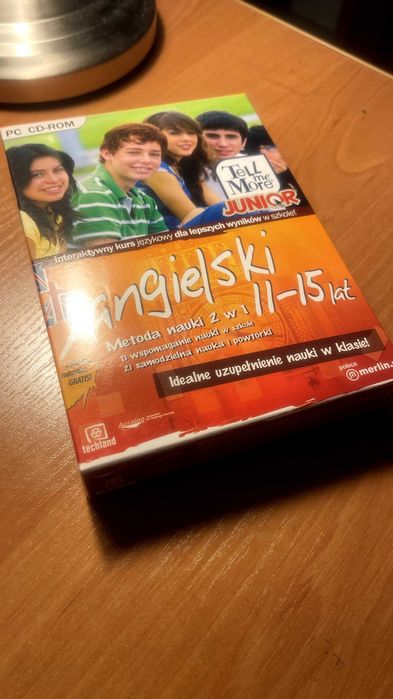 PC CD-ROM
TELL me MORE
JUNIOR
Interaktywny kurs językowy dla lepszych wyników w szkole!
angielski
11-15 lat
Metoda nauki 2 w 1
1) wspomaganie nauki w szkole
2) samodzielna nauka i powtórki
GRATIS!
Idealne uzupełnienie nauki w klasie!
poleca
merlin.
techland
Auralog